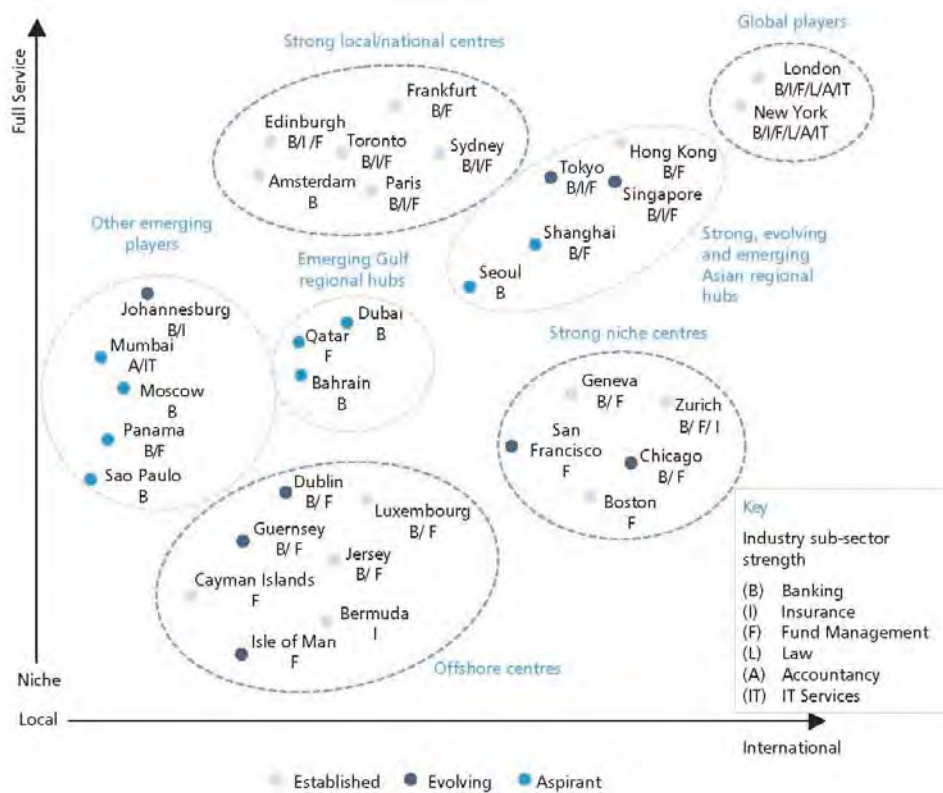 Full Service
Niche
Local
International
Strong local/national centres
Frankfurt
B/F
Edinburgh
B/I /F
Toronto
B/I/F
Sydney
B/I/F
Amsterdam
B
Paris
B/I/F
Global players
London
B/I/F/L/A/IT
New York
B/I/F/L/A/IT
Hong Kong
B/F
Tokyo
B/I/F
Singapore
B/I/F
Shanghai
B/F
Seoul
B
Strong, evolving
and emerging
Asian regional
hubs
Other emerging
players
Johannesburg
B/I
Mumbai
A/IT
Moscow
B
Panama
B/F
Sao Paulo
B
Emerging Gulf
regional hubs
Dubai
B
Qatar
F
Bahrain
B
Strong niche centres
Geneva
B/ F
Zurich
B/ F/ I
San
Francisco
F
Chicago
B/ F
Boston
F
Dublin
B/ F
Luxembourg
B/ F
Guernsey
B/ F
Jersey
B/ F
Cayman Islands
F
Bermuda
I
Isle of Man
F
Offshore centres
Key
Industry sub-sector
strength
(B) Banking
(I) Insurance
(F) Fund Management
(L) Law
(A) Accountancy
(IT) IT Services
Established
Evolving
Aspirant